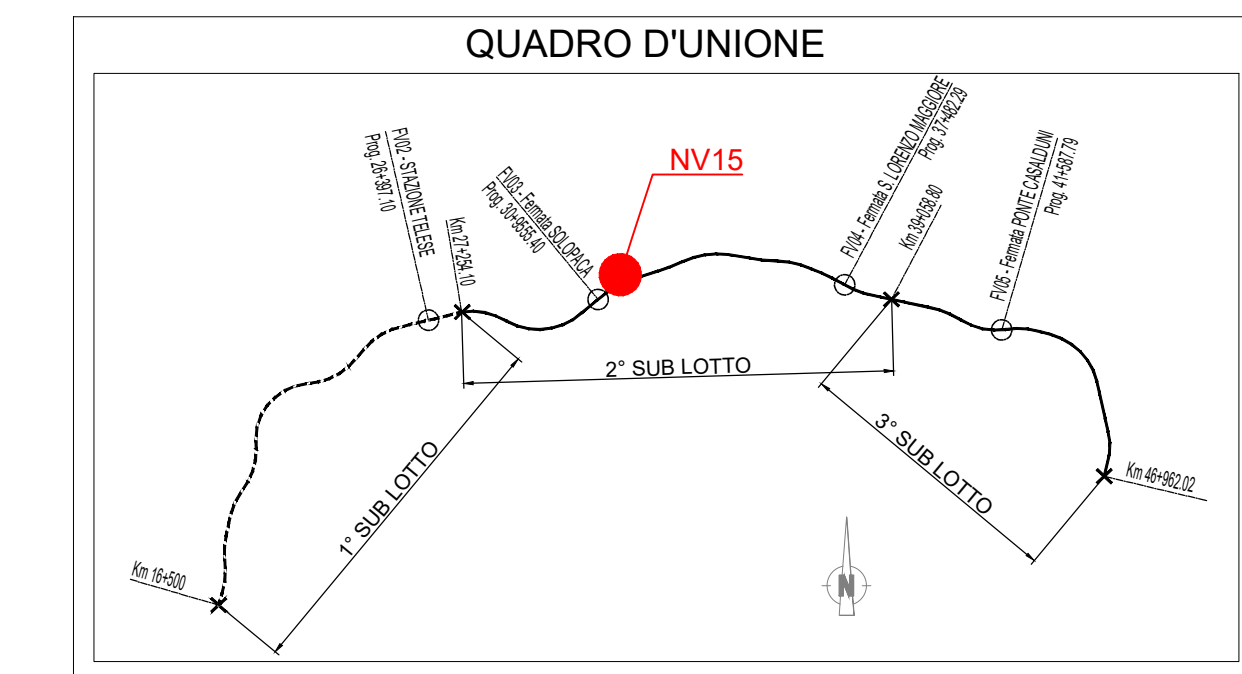 QUADRO D'UNIONE
FV02 - STAZIONE TELESE
Prog. 26+397.10
Km 27+254.10
FV03 - Fermata SOLOPACA
Prog. 30+9555.40
NV15
FV04 - Fermata S. LORENZO MAGGIORE
Prog. 37+482.29
Km 39+058.80
FV05 - Fermata PONTE CASALDUNI
Prog. 41+587.79
2° SUB LOTTO
1° SUB LOTTO
3° SUB LOTTO
Km 46+962.02
Km 16+500
N